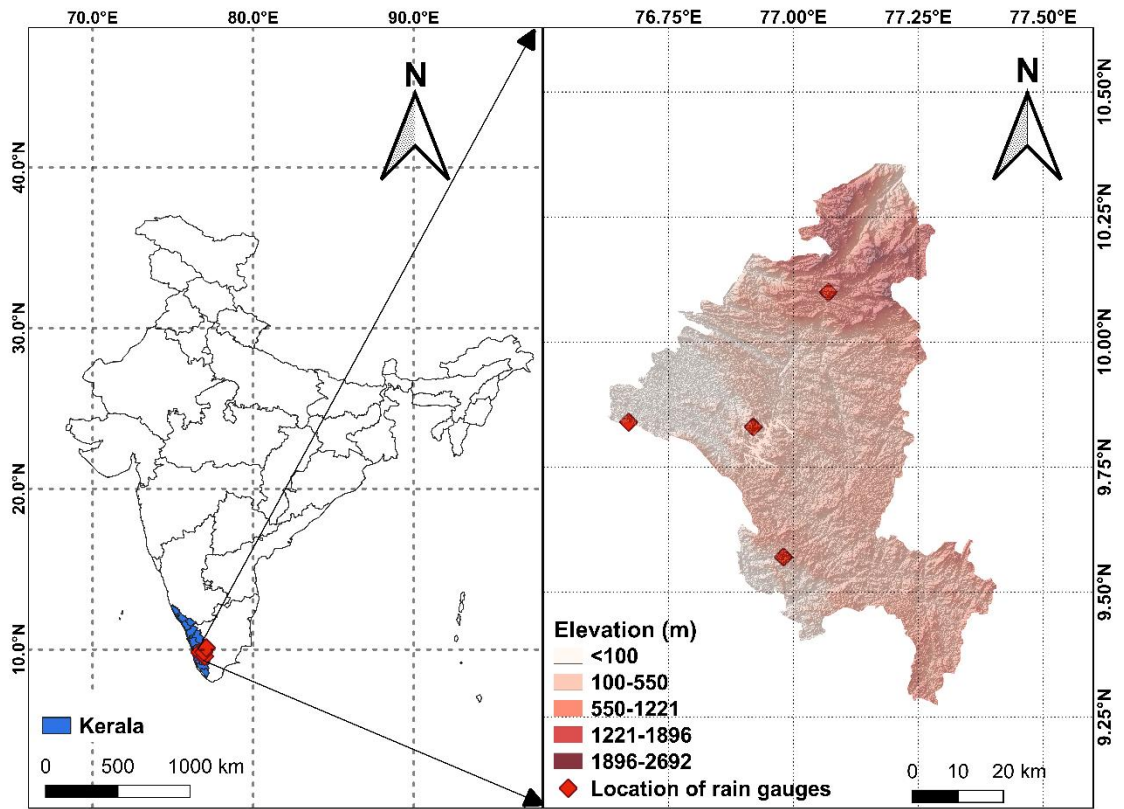 70.0°E 80.0°E 90.0°E
76.75°E 77.00°E 77.25°E 77.50°E
N
N
40.0°N
30.0°N
20.0°N
10.0°N
10.50°N
10.25°N
10.00°N
9.75°N
9.50°N
9.25°N
Kerala
0 500 1000 km
Elevation (m)
<100
100-550
550-1221
1221-1896
1896-2692
Location of rain gauges
0 10 20 km